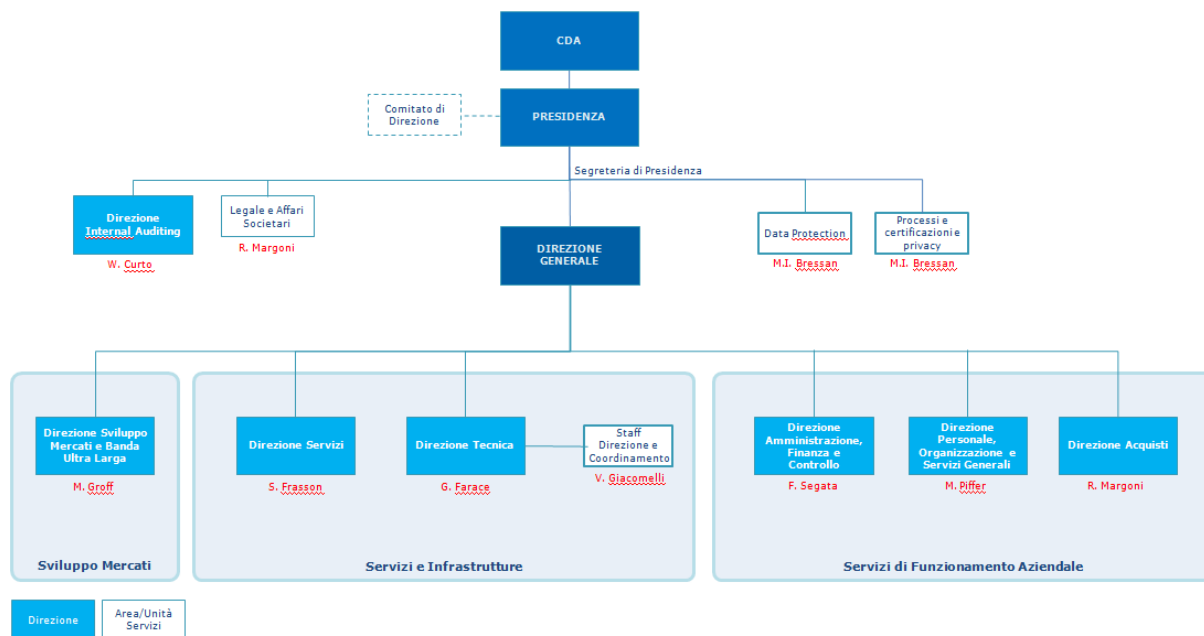 CDA
Comitato di
Direzione
PRESIDENZA
Segreteria di Presidenza
Direzione
Internal Auditing
W. Curto
Legale e Affari
Societari
R. Margoni
DIREZIONE
GENERALE
Data Protection
M.I. Bressan
Processi e
certificazioni e
privacy
M.I. Bressan
Direzione Sviluppo
Mercati e Banda
Ultra Larga
M. Groff
Direzione Servizi
S. Frasson
Direzione Tecnica
G. Farace
Staff
Direzione e
Coordinamento
V. Giacomelli
Direzione
Amministrazione,
Finanza e
Controllo
F. Segata
Direzione
Personale,
Organizzazione e
Servizi Generali
M. Piffer
Direzione Acquisti
R. Margoni
Sviluppo Mercati
Servizi e Infrastrutture
Servizi di Funzionamento Aziendale
Direzione
Area/Unità
Servizi